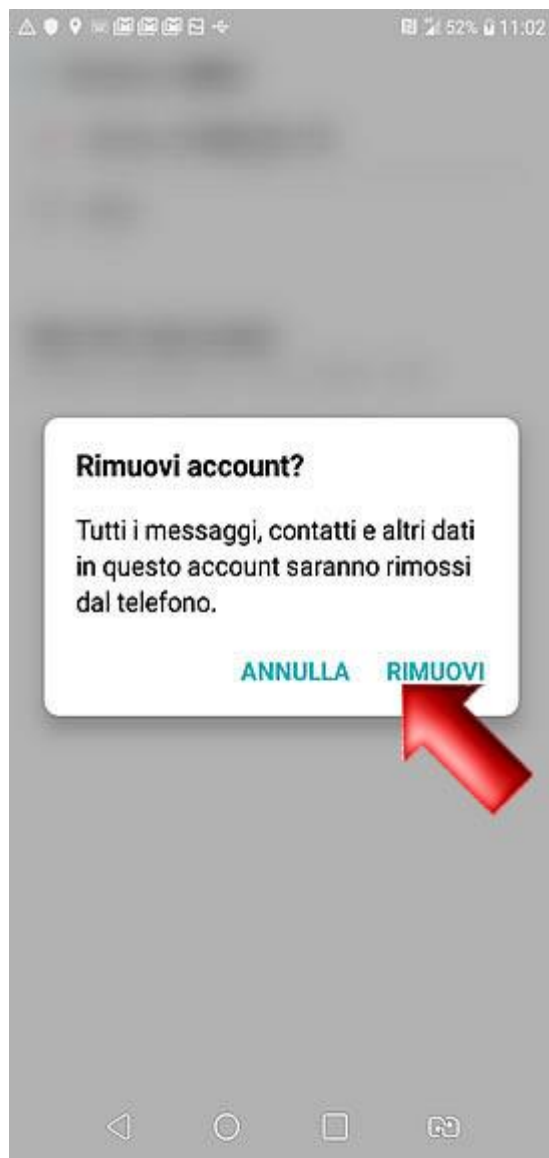 52% 11:02
Rimuovi account?
Tutti i messaggi, contatti e altri dati
in questo account saranno rimossi
dal telefono.
ANNULLA RIMUOVI